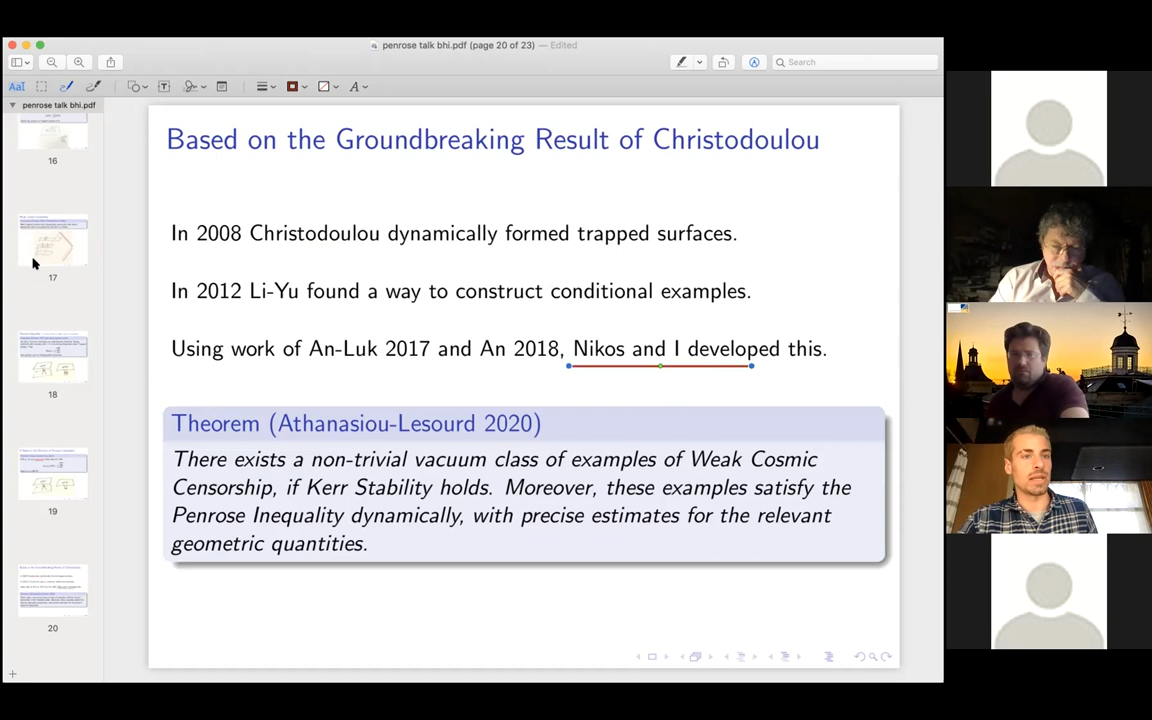 penrose talk bhi.pdf (page 20 of 23) — Edited
Search
penrose talk bhi.pdf
16
17
18
19
20
Based on the Groundbreaking Result of Christodoulou
In 2008 Christodoulou dynamically formed trapped surfaces.
In 2012 Li-Yu found a way to construct conditional examples.
Using work of An-Luk 2017 and An 2018, Nikos and I developed this.
Theorem (Athanasiou-Lesourd 2020)
There exists a non-trivial vacuum class of examples of Weak Cosmic
Censorship, if Kerr Stability holds. Moreover, these examples satisfy the
Penrose Inequality dynamically, with precise estimates for the relevant
geometric quantities.